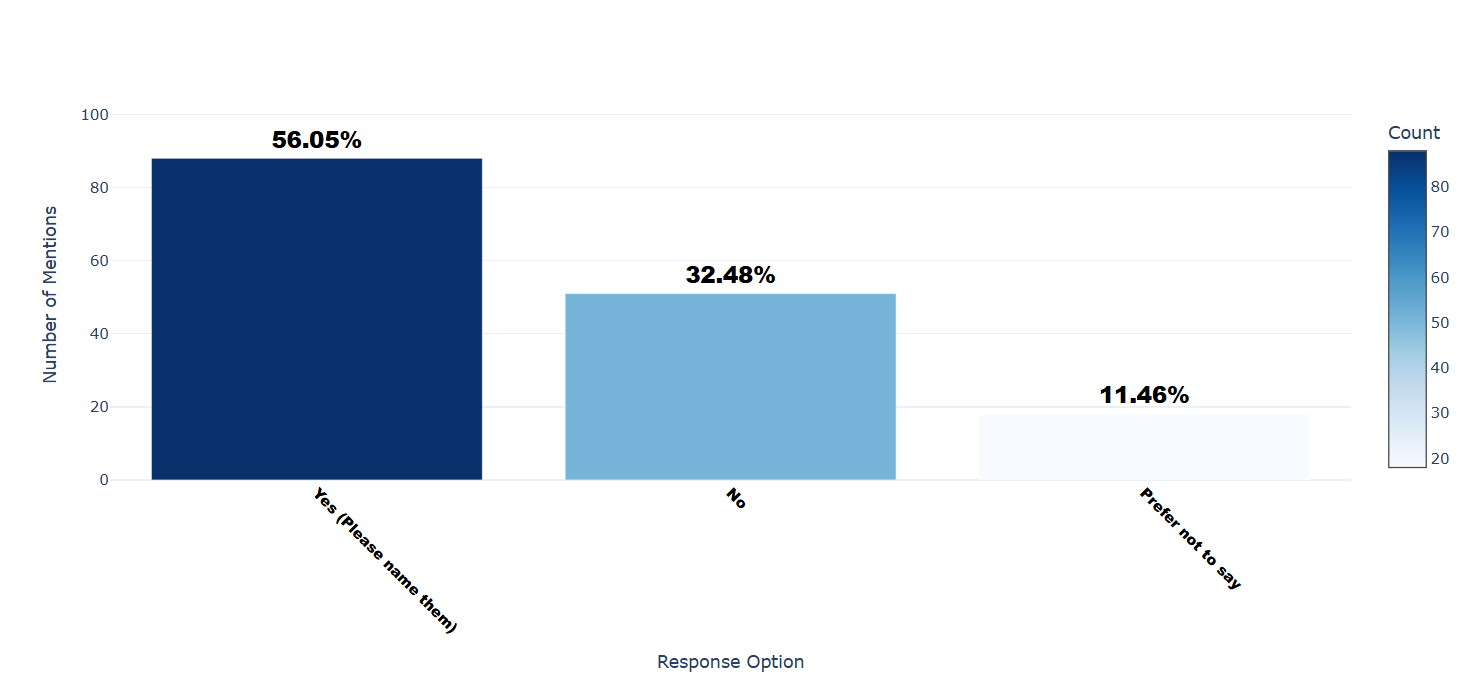 100
80
60
40
20
0
Number of Mentions
56.05%
32.48%
11.46%
Yes (Please name them)
No
Prefer not to say
Response Option
Count
80
70
60
50
40
30
20